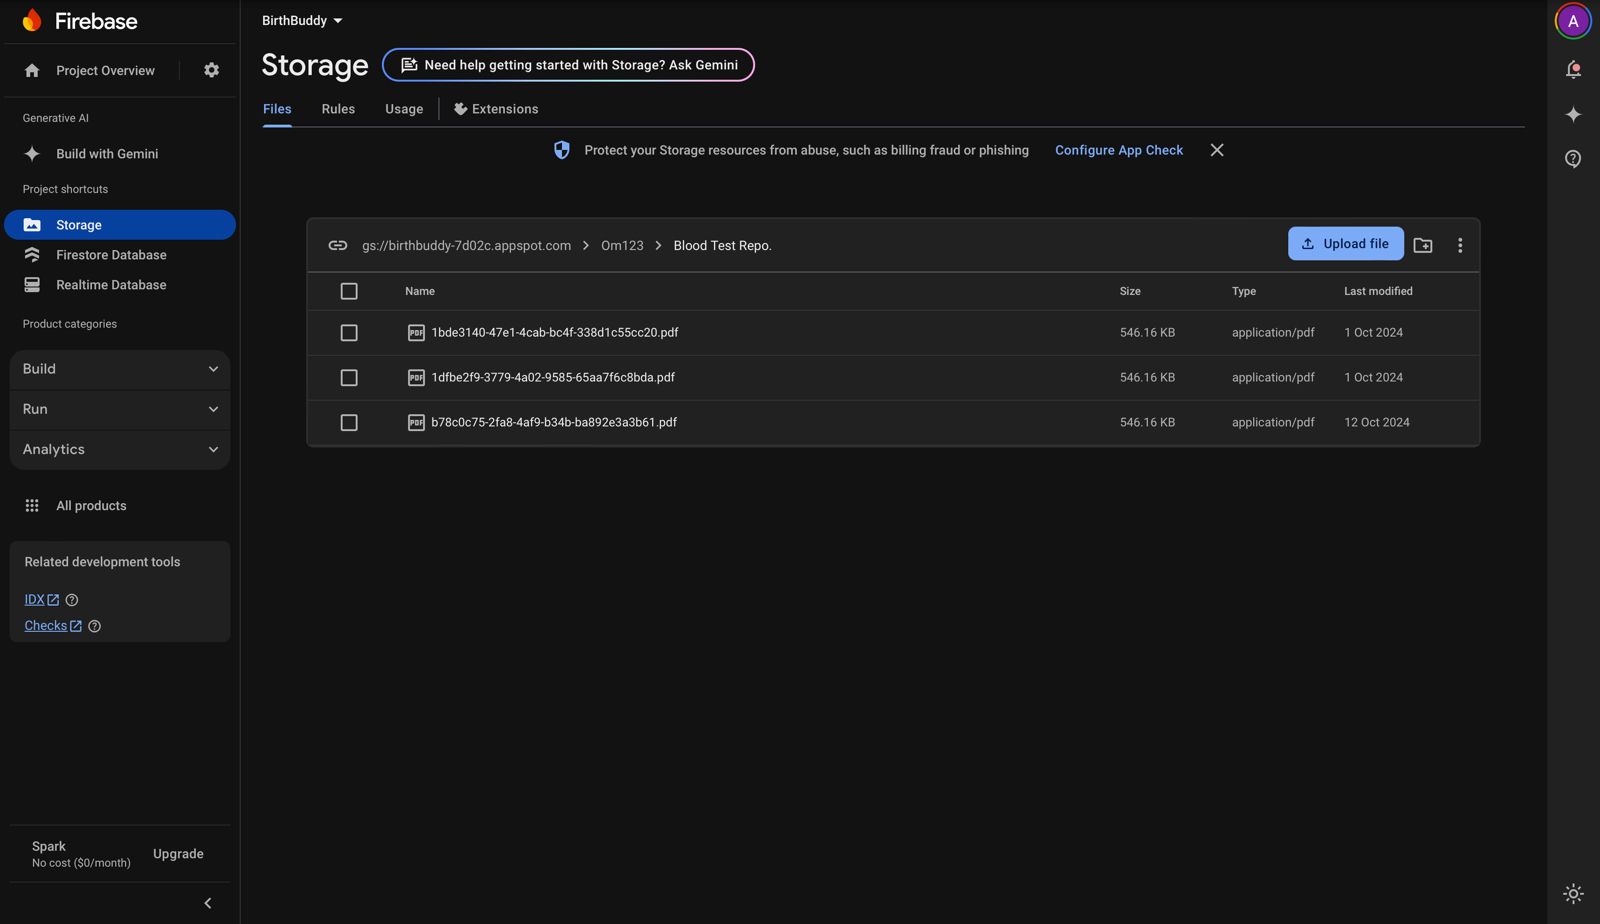 Firebase
Project Overview
Generative AI
Build with Gemini
Project shortcuts
Storage
Firestore Database
Realtime Database
Product categories
Build
Run
Analytics
All products
Related development tools
IDX
Checks
Spark
No cost ($0/month)
Upgrade
BirthBuddy
Storage
Need help getting started with Storage? Ask Gemini
Files Rules Usage Extensions
Protect your Storage resources from abuse, such as billing fraud or phishing Configure App Check
gs://birthbuddy-7d02c.appspot.com > Om123 > Blood Test Repo. Upload file
Name Size Type Last modified
PDF 1bde3140-47e1-4cab-bc4f-338d1c55cc20.pdf 546.16 KB application/pdf 1 Oct 2024
PDF 1dfbe2f9-3779-4a02-9585-65aa7f6c8bda.pdf 546.16 KB application/pdf 1 Oct 2024
PDF b78c0c75-2fa8-4af9-b34b-ba892e3a3b61.pdf 546.16 KB application/pdf 12 Oct 2024
A